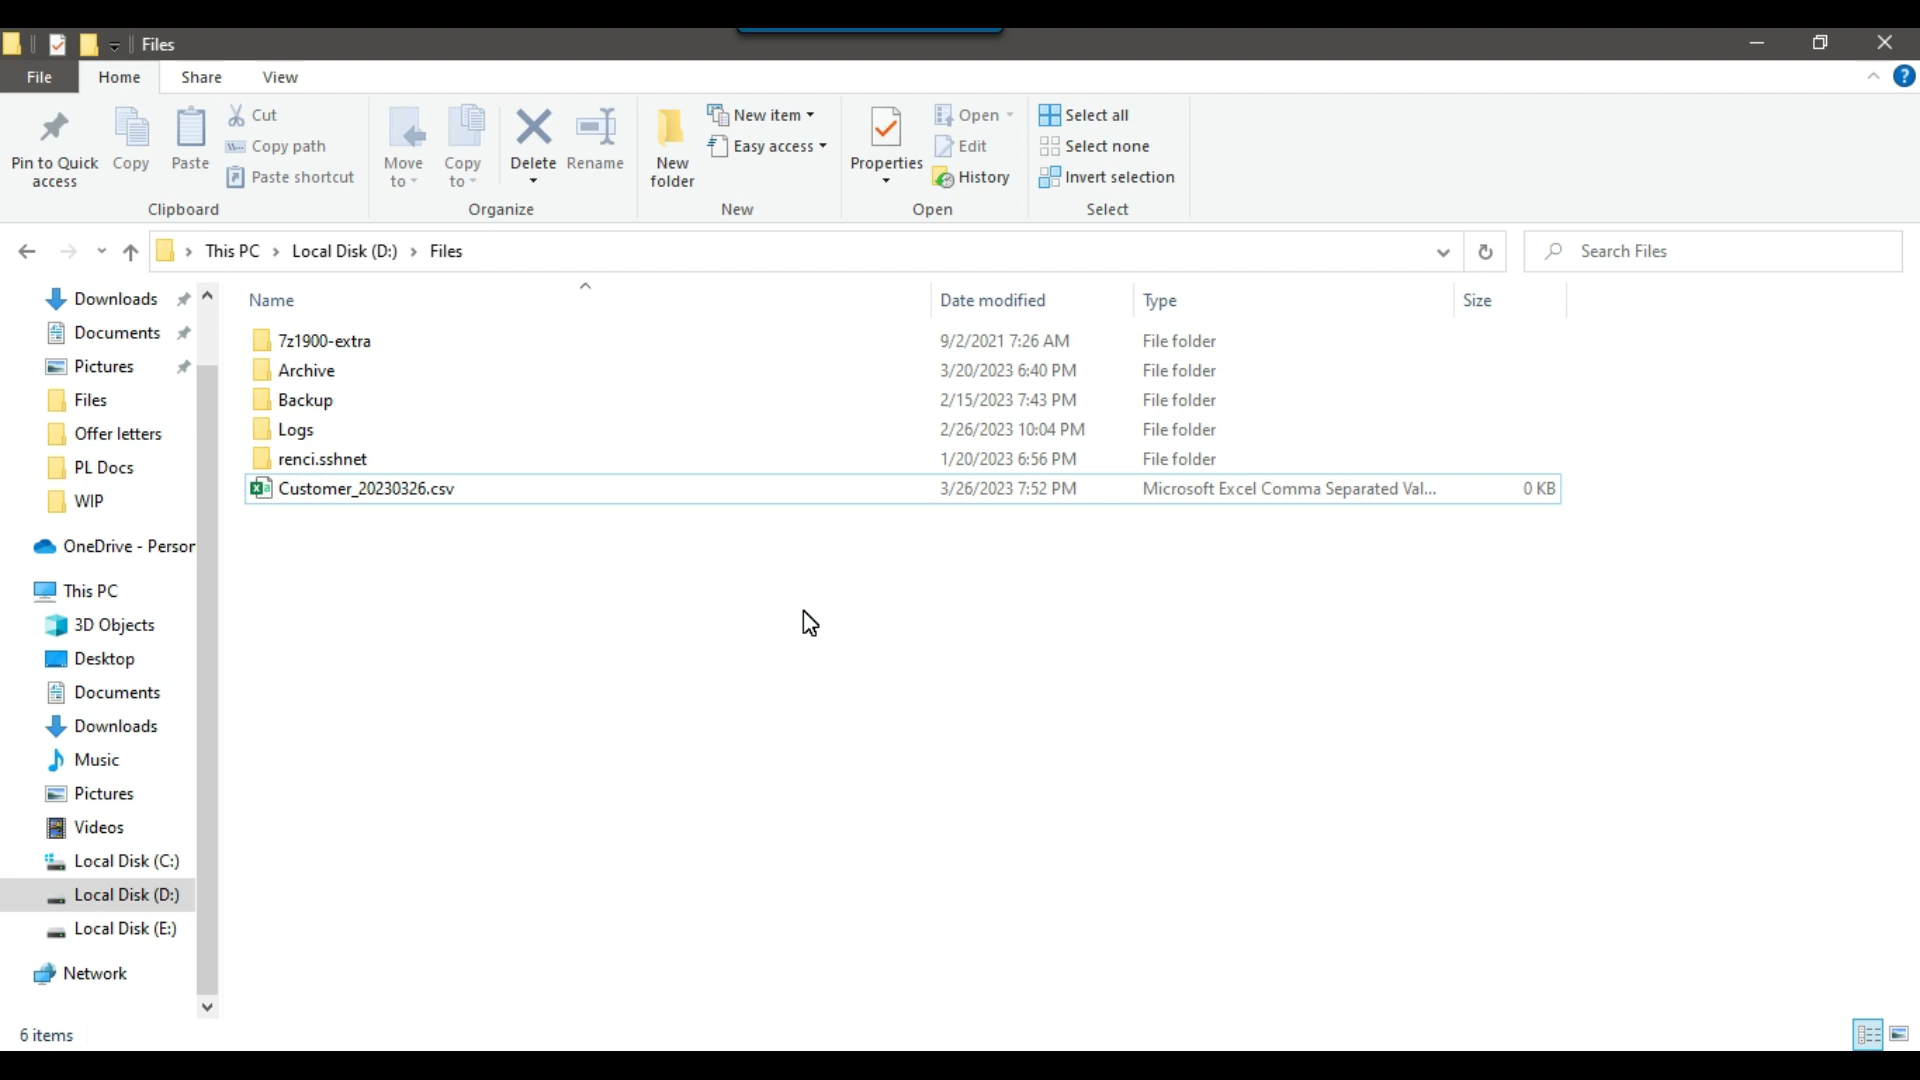 Files
File Home Share View
?
Pin to Quick access
Copy
Paste
Cut
Copy path
Paste shortcut
Clipboard
Move to
Copy to
Delete
Rename
Organize
New folder
New item
Easy access
New
Properties
Open
Edit
History
Open
Select all
Select none
Invert selection
Select
This PC > Local Disk (D:) > Files
Search Files
Downloads
Documents
Pictures
Files
Offer letters
PL Docs
WIP
OneDrive - Person
This PC
3D Objects
Desktop
Documents
Downloads
Music
Pictures
Videos
Local Disk (C:)
Local Disk (D:)
Local Disk (E:)
Network
Name Date modified Type Size
7z1900-extra 9/2/2021 7:26 AM File folder
Archive 3/20/2023 6:40 PM File folder
Backup 2/15/2023 7:43 PM File folder
Logs 2/26/2023 10:04 PM File folder
renci.sshnet 1/20/2023 6:56 PM File folder
Customer_20230326.csv 3/26/2023 7:52 PM Microsoft Excel Comma Separated Val... 0 KB
6 items